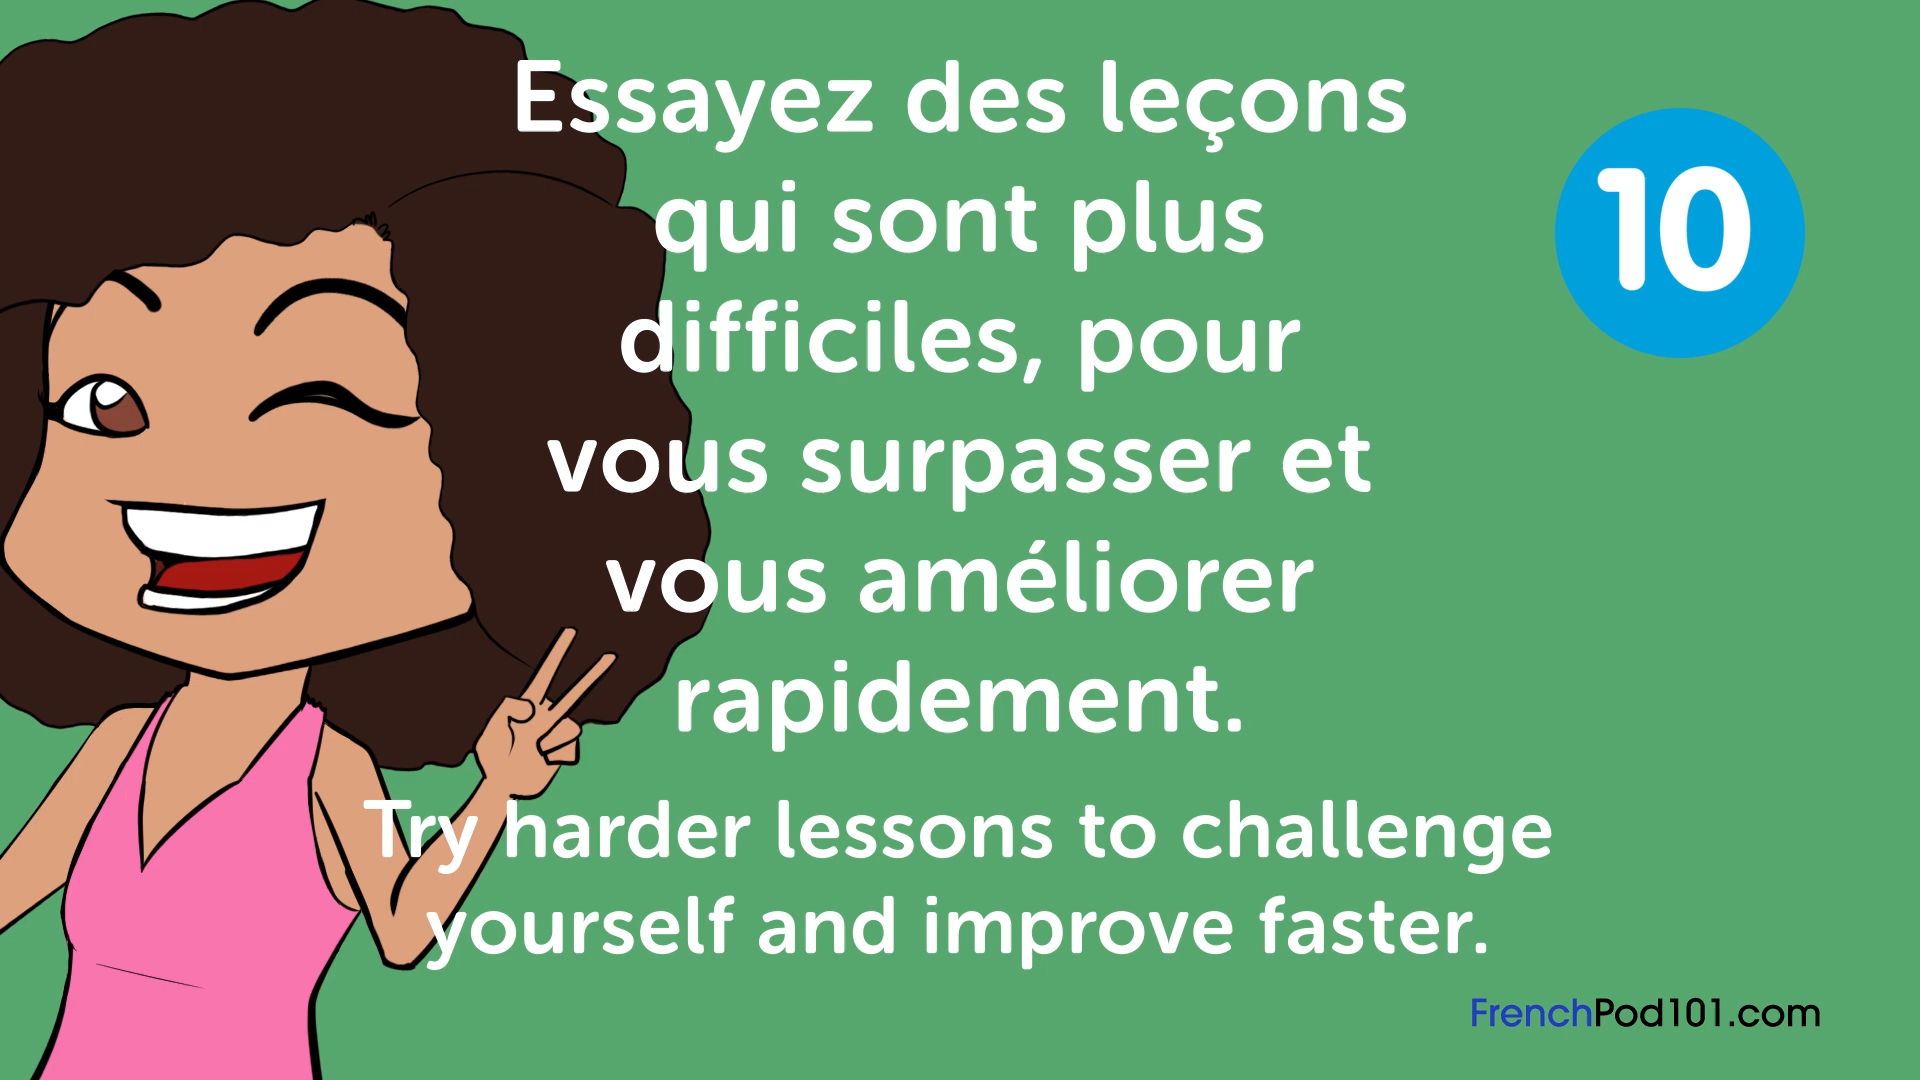 Essayez des leçons
qui sont plus
difficiles, pour
vous surpasser et
vous améliorer
rapidement.
10
Try harder lessons to challenge
yourself and improve faster.
FrenchPod101.com